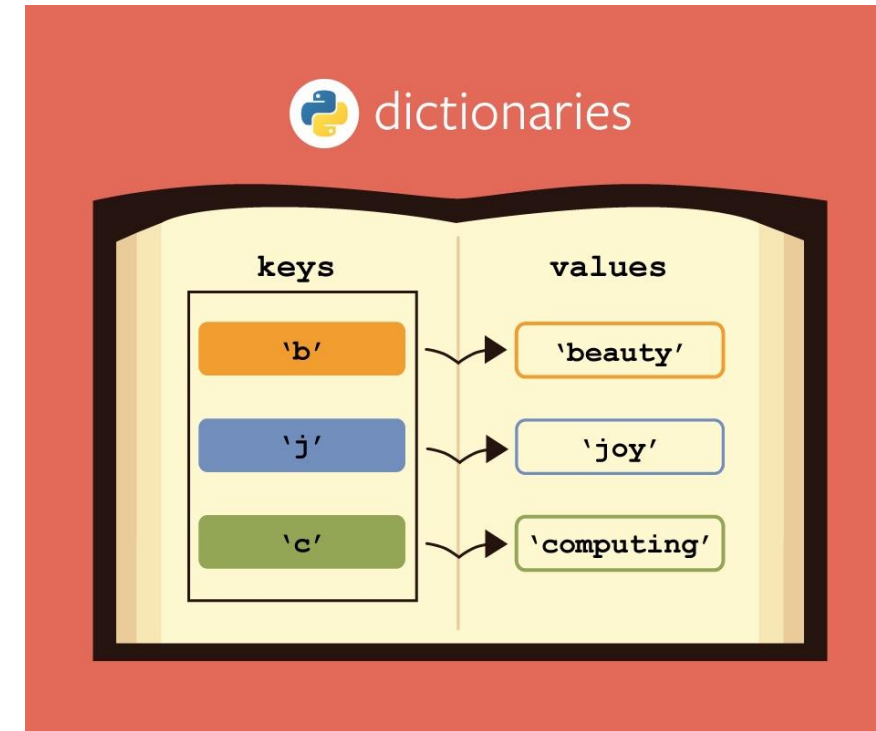 dictionaries
keys values
‘b’ ‘beauty’
‘j’ ‘joy’
‘c’ ‘computing’